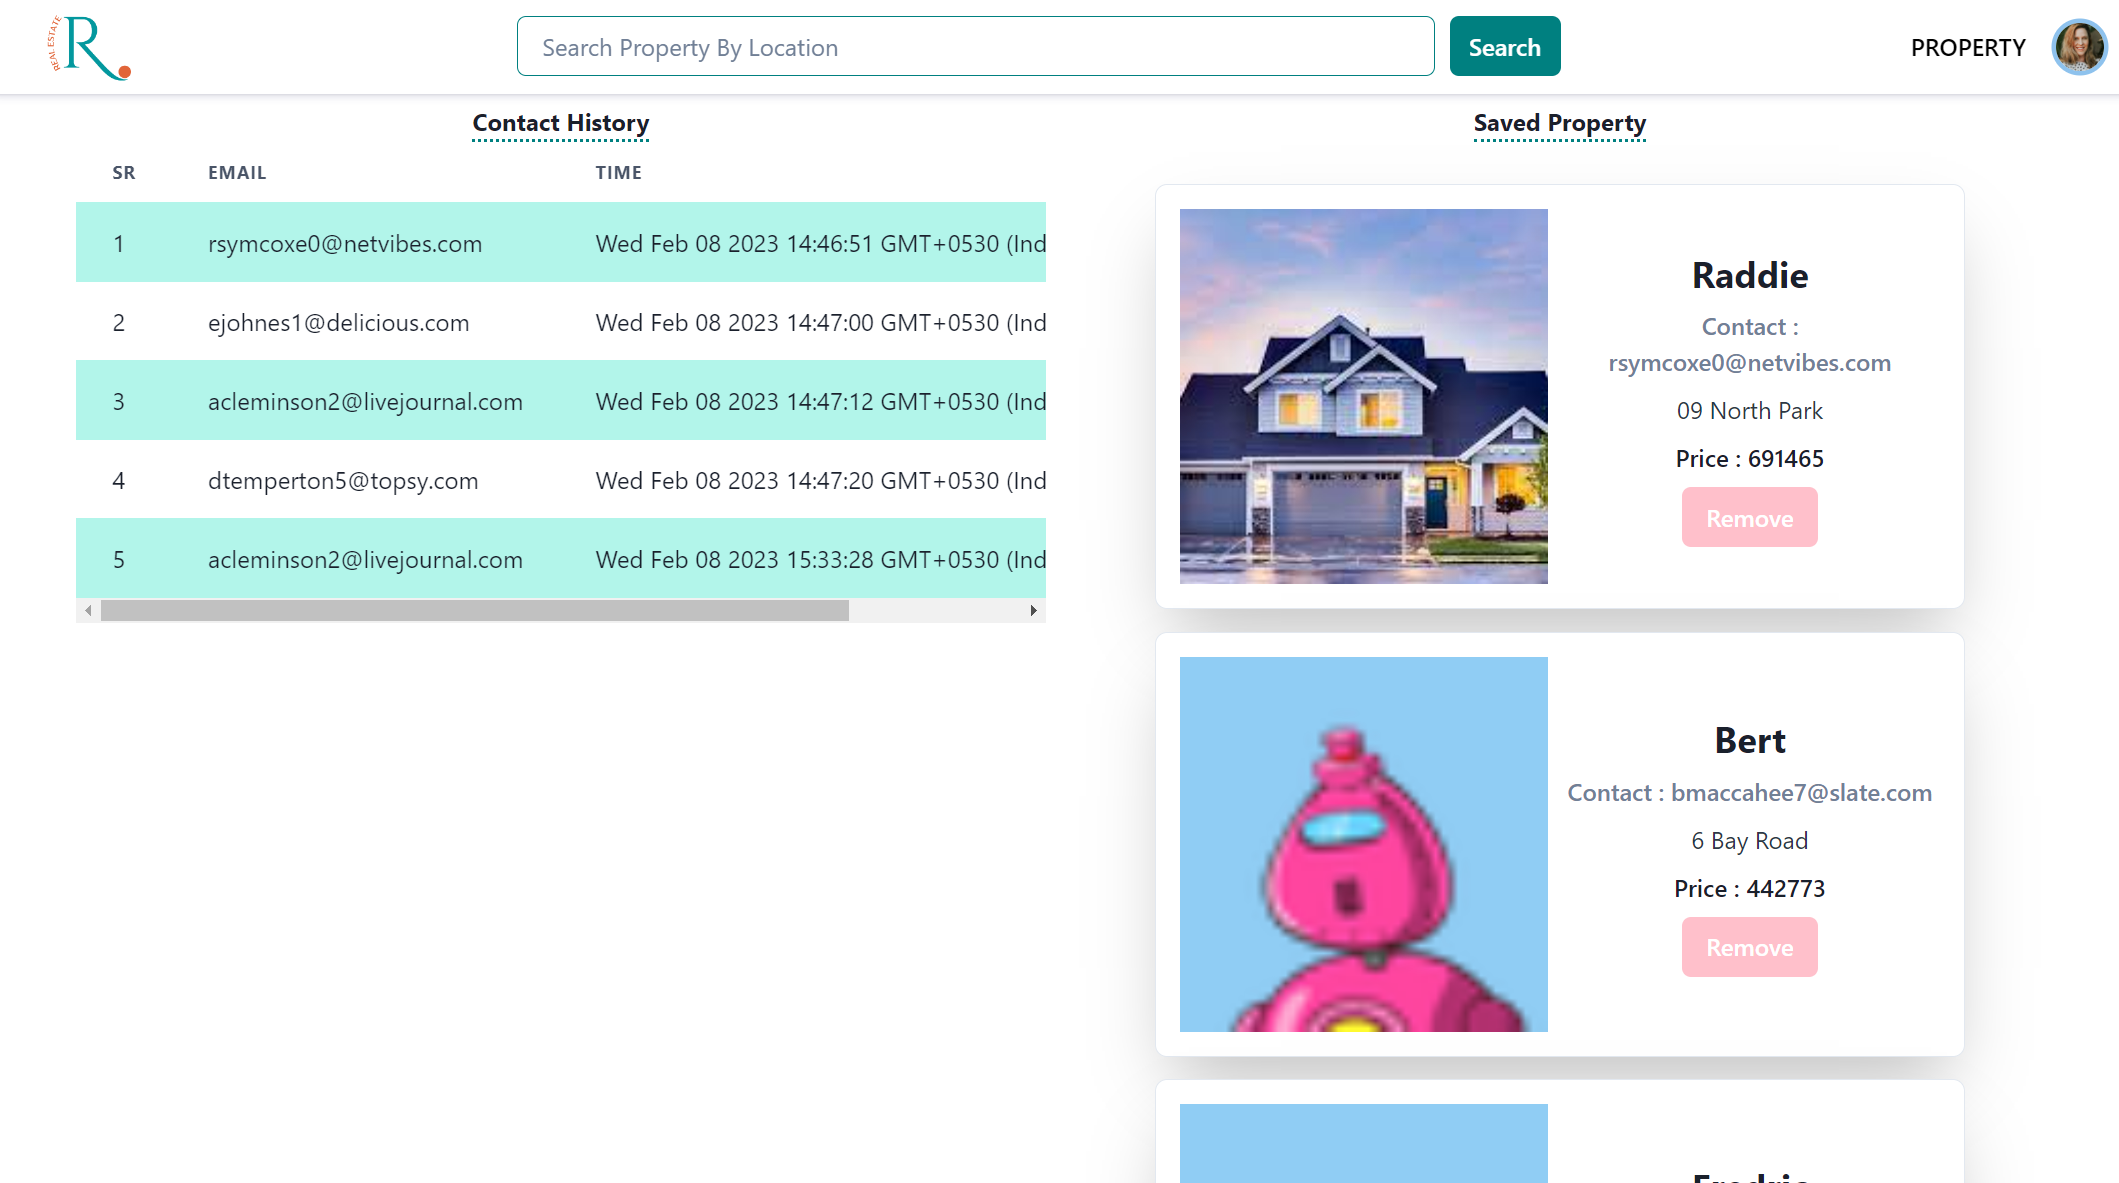 REAL ESTATE
R
Search Property By Location
Search
PROPERTY
Contact History
SR EMAIL TIME
1 rsymcoxe0@netvibes.com Wed Feb 08 2023 14:46:51 GMT+0530 (Ind
2 ejohnes1@delicious.com Wed Feb 08 2023 14:47:00 GMT+0530 (Ind
3 acleminson2@livejournal.com Wed Feb 08 2023 14:47:12 GMT+0530 (Ind
4 dtemperton5@topsy.com Wed Feb 08 2023 14:47:20 GMT+0530 (Ind
5 acleminson2@livejournal.com Wed Feb 08 2023 15:33:28 GMT+0530 (Ind
Saved Property
Raddie
Contact :
rsymcoxe0@netvibes.com
09 North Park
Price : 691465
Remove
Bert
Contact : bmaccahee7@slate.com
6 Bay Road
Price : 442773
Remove